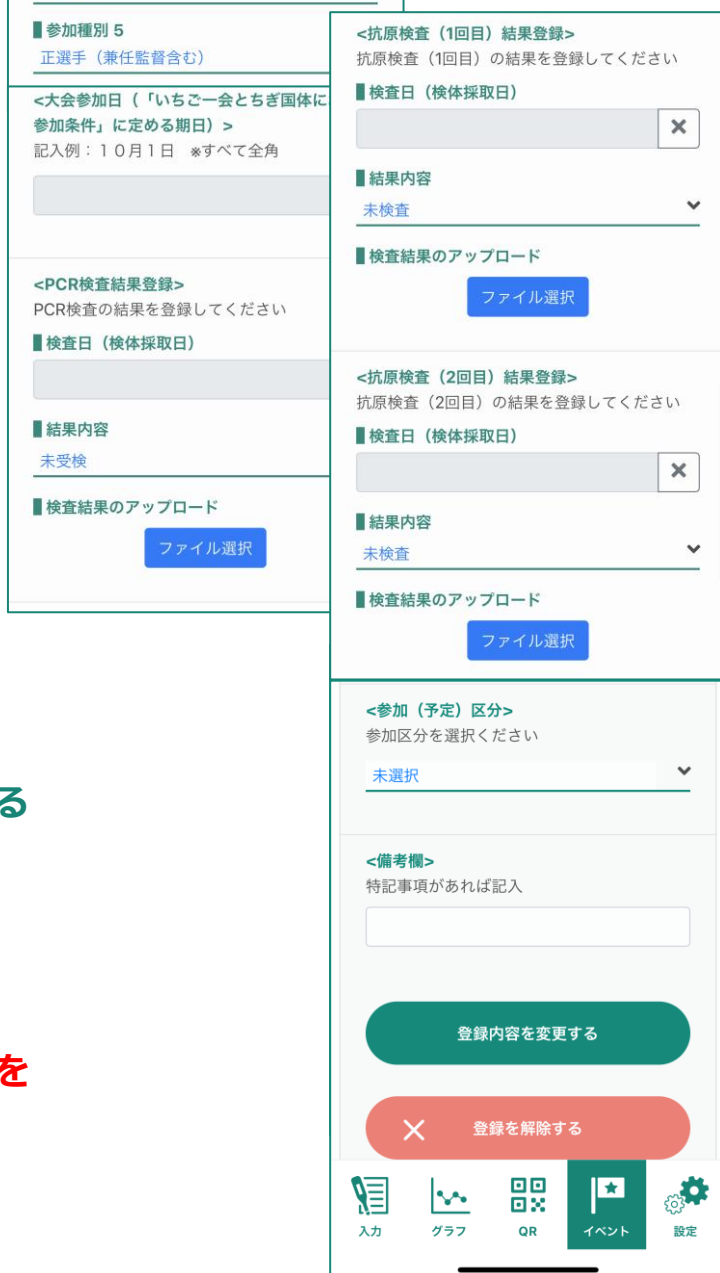 参加種別 5
正選手（兼任監督含む）
<大会参加日（「いちご一会とちぎ国体に
参加条件」に定める期日）>
記入例：１０月１日　※すべて全角
<PCR検査結果登録>
PCR検査の結果を登録してください
検査日（検体採取日）
結果内容
未受検
検査結果のアップロード
ファイル選択
る
を
<抗原検査（1回目）結果登録>
抗原検査（1回目）の結果を登録してください
検査日（検体採取日）
結果内容
未検査
検査結果のアップロード
ファイル選択
<抗原検査（2回目）結果登録>
抗原検査（2回目）の結果を登録してください
検査日（検体採取日）
結果内容
未検査
検査結果のアップロード
ファイル選択
<参加（予定）区分>
参加区分を選択ください
未選択
<備考欄>
特記事項があれば記入
登録内容を変更する
登録を解除する
入力 グラフ QR イベント 設定